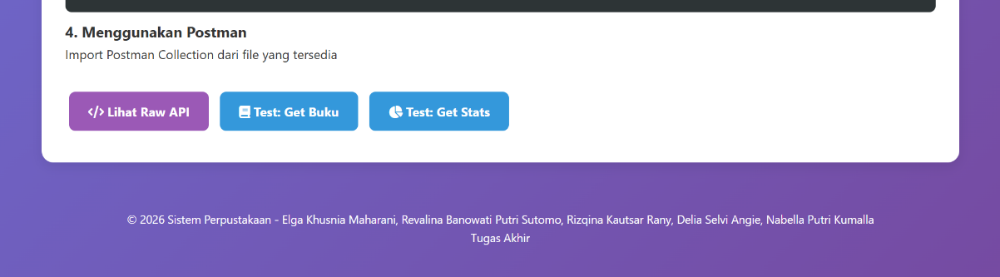 4. Menggunakan Postman
Import Postman Collection dari file yang tersedia
</> Lihat Raw API
Test: Get Buku
Test: Get Stats
© 2026 Sistem Perpustakaan - Elga Khusnia Maharani, Revalina Banowati Putri Sutomo, Rizqina Kautsar Rany, Delia Selvi Angie, Nabella Putri Kumalla
Tugas Akhir